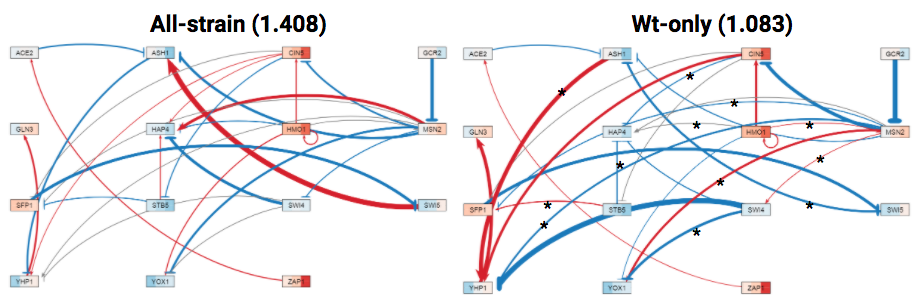 All-strain (1.408) Wt-only (1.083)
ACE2 ASH1 CIN5 GCR2 ACE2 ASH1 CIN5 GCR2
GLN3 HAP4 HMO1 MSN2 GLN3 HAP4 HMO1 MSN2
SFP1 STB5 SWI4 SWI5 SFP1 STB5 SWI4 SWI5
YHP1 YOX1 ZAP1 YHP1 YOX1 ZAP1